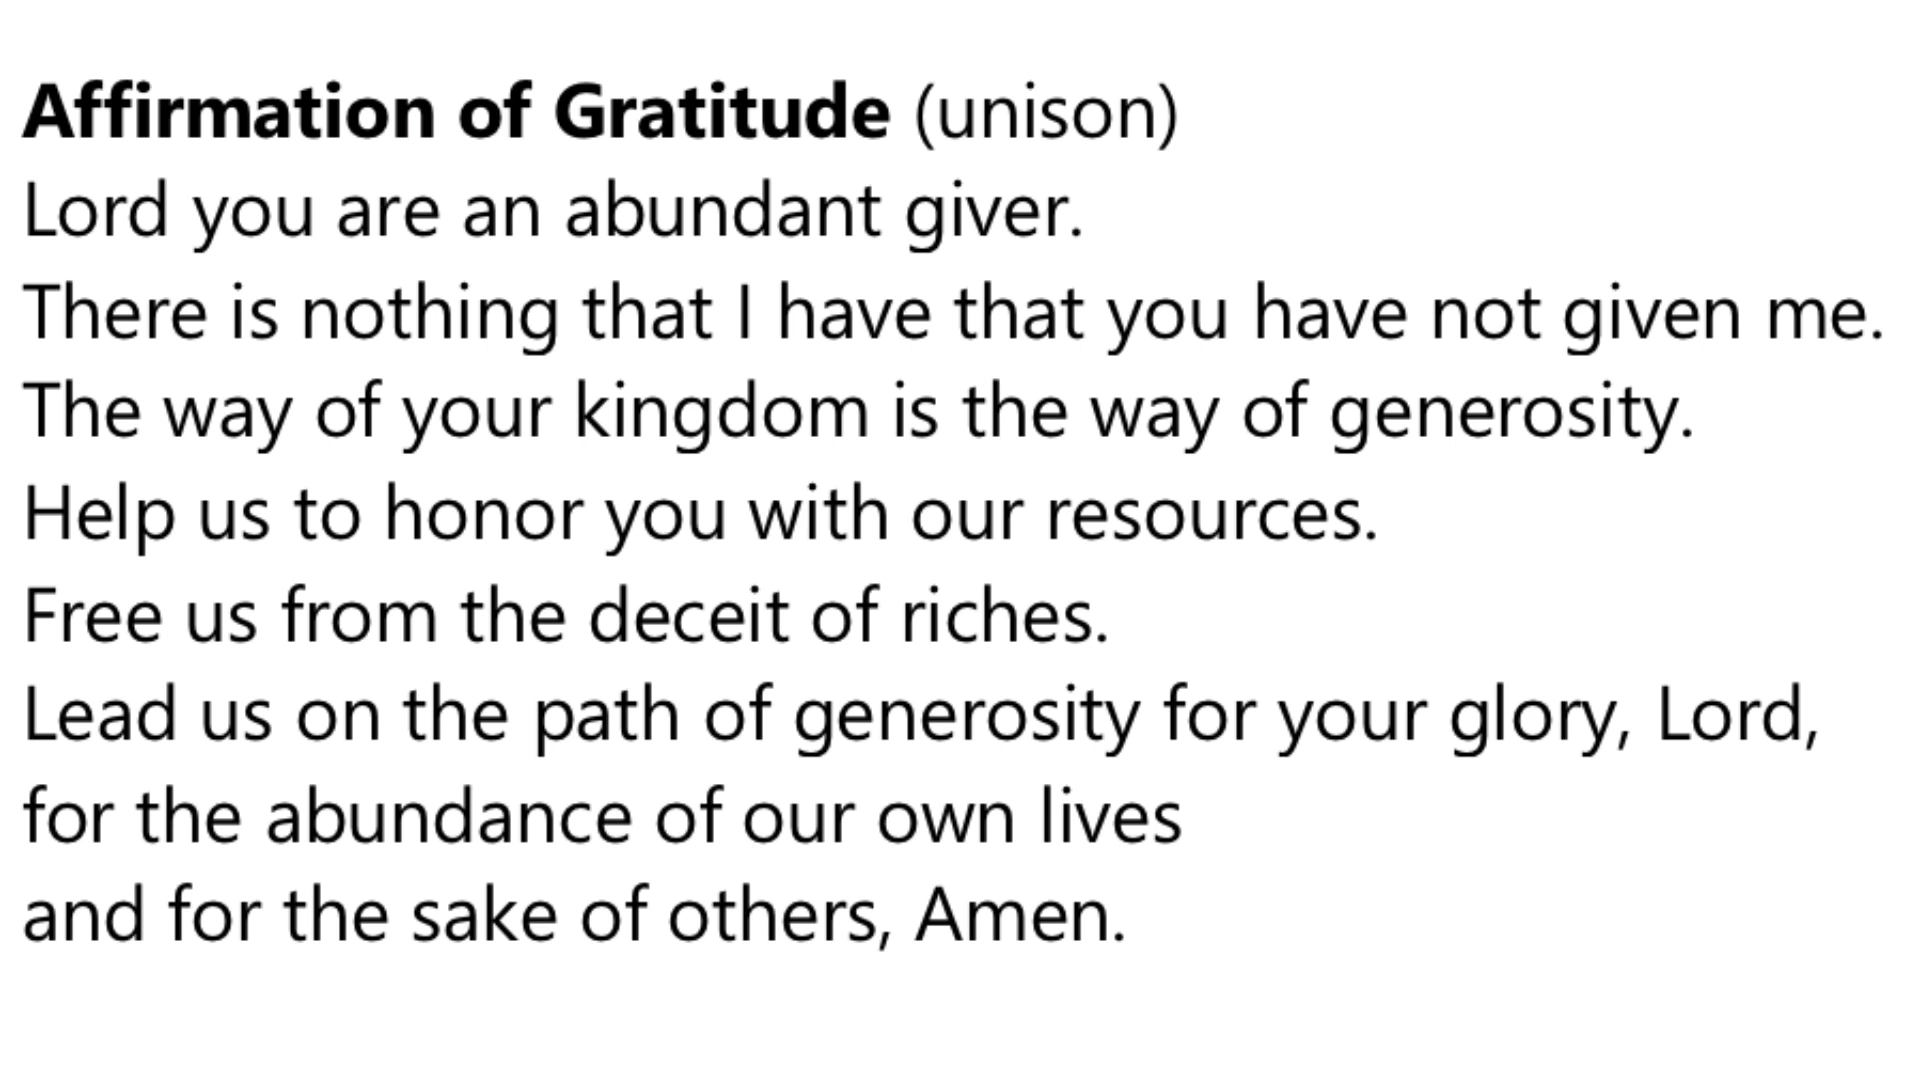 Affirmation of Gratitude (unison)
Lord you are an abundant giver.
There is nothing that I have that you have not given me.
The way of your kingdom is the way of generosity.
Help us to honor you with our resources.
Free us from the deceit of riches.
Lead us on the path of generosity for your glory, Lord,
for the abundance of our own lives
and for the sake of others, Amen.